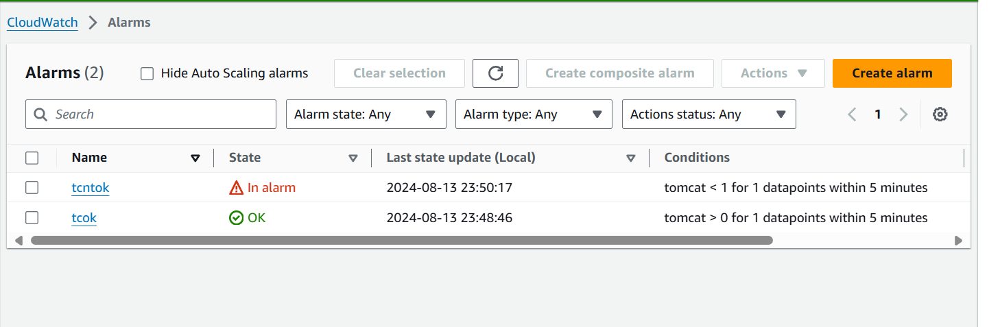 CloudWatch > Alarms
Alarms (2) Hide Auto Scaling alarms Clear selection Create composite alarm Actions Create alarm
Search Alarm state: Any Alarm type: Any Actions status: Any 1
Name State Last state update (Local) Conditions
tcntok In alarm 2024-08-13 23:50:17 tomcat < 1 for 1 datapoints within 5 minutes
tcok OK 2024-08-13 23:48:46 tomcat > 0 for 1 datapoints within 5 minutes